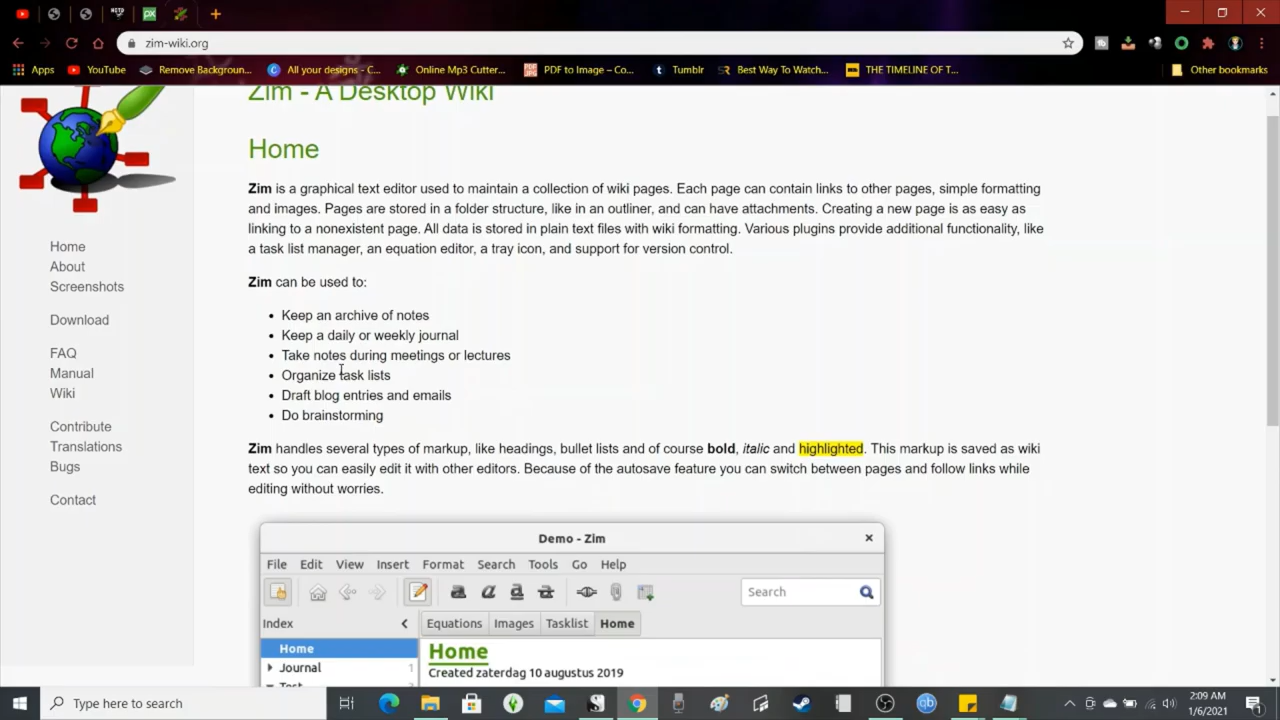 zim-wiki.org
Apps
YouTube
Remove Backgroun...
All your designs - C...
Online Mp3 Cutter...
PDF to Image – Co...
Tumblr
Best Way To Watch...
THE TIMELINE OF T...
Other bookmarks
Zim - A Desktop Wiki
Home
Zim is a graphical text editor used to maintain a collection of wiki pages. Each page can contain links to other pages, simple formatting
and images. Pages are stored in a folder structure, like in an outliner, and can have attachments. Creating a new page is as easy as
linking to a nonexistent page. All data is stored in plain text files with wiki formatting. Various plugins provide additional functionality, like
a task list manager, an equation editor, a tray icon, and support for version control.
Zim can be used to:
• Keep an archive of notes
• Keep a daily or weekly journal
• Take notes during meetings or lectures
• Organize task lists
• Draft blog entries and emails
• Do brainstorming
Zim handles several types of markup, like headings, bullet lists and of course bold, italic and highlighted. This markup is saved as wiki
text so you can easily edit it with other editors. Because of the autosave feature you can switch between pages and follow links while
editing without worries.
Home
About
Screenshots
Download
FAQ
Manual
Wiki
Contribute
Translations
Bugs
Contact
Demo - Zim
File Edit View Insert Format Search Tools Go Help
Search
Index
Equations Images Tasklist Home
Home
Journal 1
Home
Created zaterdag 10 augustus 2019
Type here to search
2:09 AM
1/6/2021